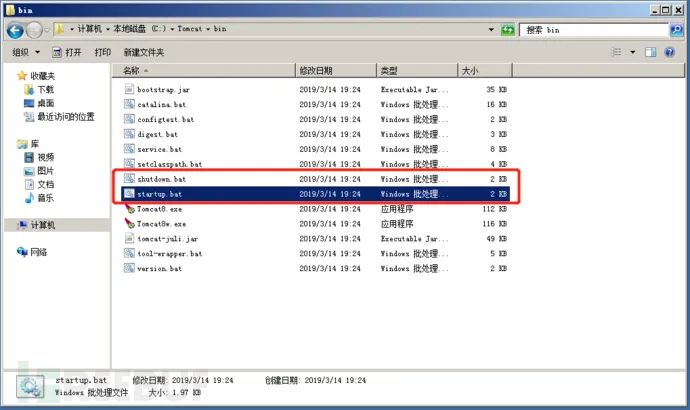 bin
计算机 ▸ 本地磁盘 (C:) ▸ Tomcat ▸ bin
搜索 bin
组织 打开 打印 新建文件夹
名称 修改日期 类型 大小
收藏夹
下载
桌面
最近访问的位置
库
视频
图片
文档
音乐
计算机
网络
bootstrap.jar 2019/3/14 19:24 Executable Jar... 35 KB
catalina.bat 2019/3/14 19:24 Windows 批处理... 16 KB
configtest.bat 2019/3/14 19:24 Windows 批处理... 2 KB
digest.bat 2019/3/14 19:24 Windows 批处理... 3 KB
service.bat 2019/3/14 19:24 Windows 批处理... 8 KB
setclasspath.bat 2019/3/14 19:24 Windows 批处理... 4 KB
shutdown.bat 2019/3/14 19:24 Windows 批处理... 2 KB
startup.bat 2019/3/14 19:24 Windows 批处理... 2 KB
Tomcat8.exe 2019/3/14 19:24 应用程序 112 KB
Tomcat8w.exe 2019/3/14 19:24 应用程序 116 KB
tomcat-juli.jar 2019/3/14 19:24 Executable Jar... 49 KB
tool-wrapper.bat 2019/3/14 19:24 Windows 批处理... 5 KB
version.bat 2019/3/14 19:24 Windows 批处理... 2 KB
startup.bat 修改日期: 2019/3/14 19:24 创建日期: 2019/3/14 19:24
Windows 批处理文件 大小: 1.97 KB